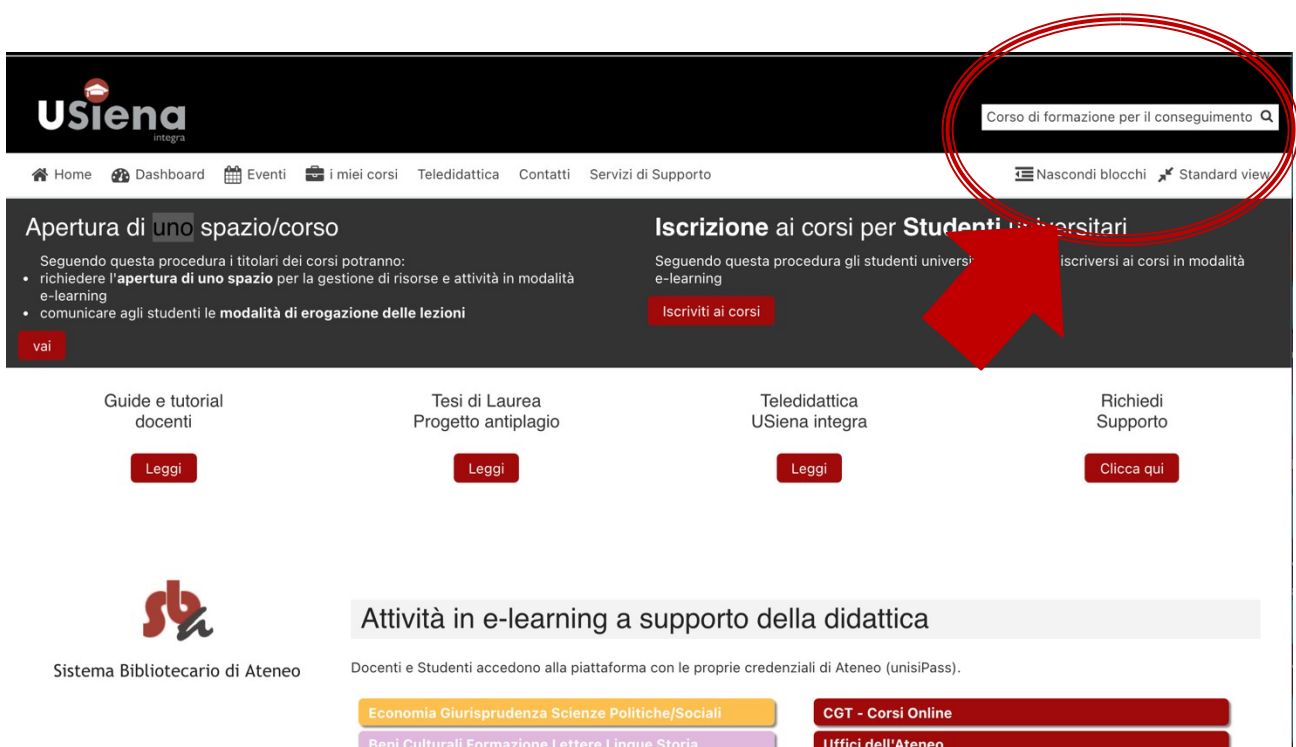 USiena
integra
Corso di formazione per il conseguimento
Home Dashboard Eventi i miei corsi Teledidattica Contatti Servizi di Supporto
Nascondi blocchi Standard view
Apertura di uno spazio/corso
Seguendo questa procedura i titolari dei corsi potranno:
richiedere l'apertura di uno spazio per la gestione di risorse e attività in modalità
e-learning
comunicare agli studenti le modalità di erogazione delle lezioni
vai
Iscrizione ai corsi per Studenti universitari
Seguendo questa procedura gli studenti iscriversi ai corsi in modalità
e-learning
Iscriviti ai corsi
Guide e tutorial
docenti
Leggi
Tesi di Laurea
Progetto antiplagio
Leggi
Teledidattica
USiena integra
Leggi
Richiedi
Supporto
Clicca qui
sba
Sistema Bibliotecario di Ateneo
Attività in e-learning a supporto della didattica
Docenti e Studenti accedono alla piattaforma con le proprie credenziali di Ateneo (unisiPass).
Economia Giurisprudenza Scienze Politiche/Sociali
CGT - Corsi Online
Beni Culturali Formazione Lettere Lingue Storia
Uffici dell'Ateneo